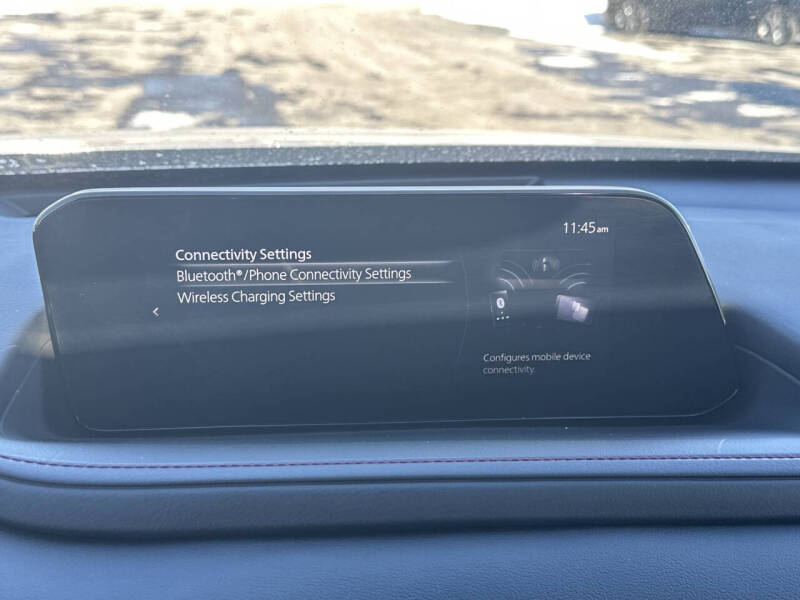 11:45am
Connectivity Settings
Bluetooth®/Phone Connectivity Settings
Wireless Charging Settings
Configures mobile device
connectivity.